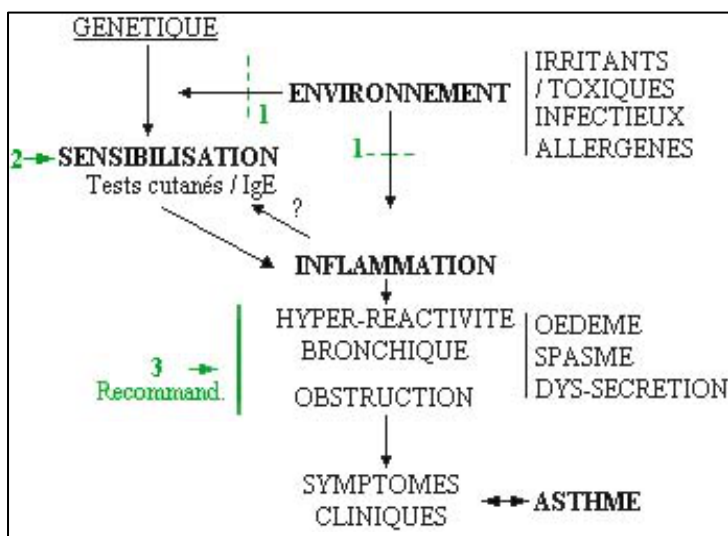 GENETIQUE
IRRITANTS
/ TOXIQUES
INFECTIEUX
ALLERGENES
ENVIRONNEMENT
1
1
2
SENSIBILISATION
Tests cutanés / IgE
?
INFLAMMATION
HYPER-REACTIVITE
BRONCHIQUE
OBSTRUCTION
OEDEME
SPASME
DYS-SECRETION
3
Recommand.
SYMPTOMES
CLINIQUES
ASTHME